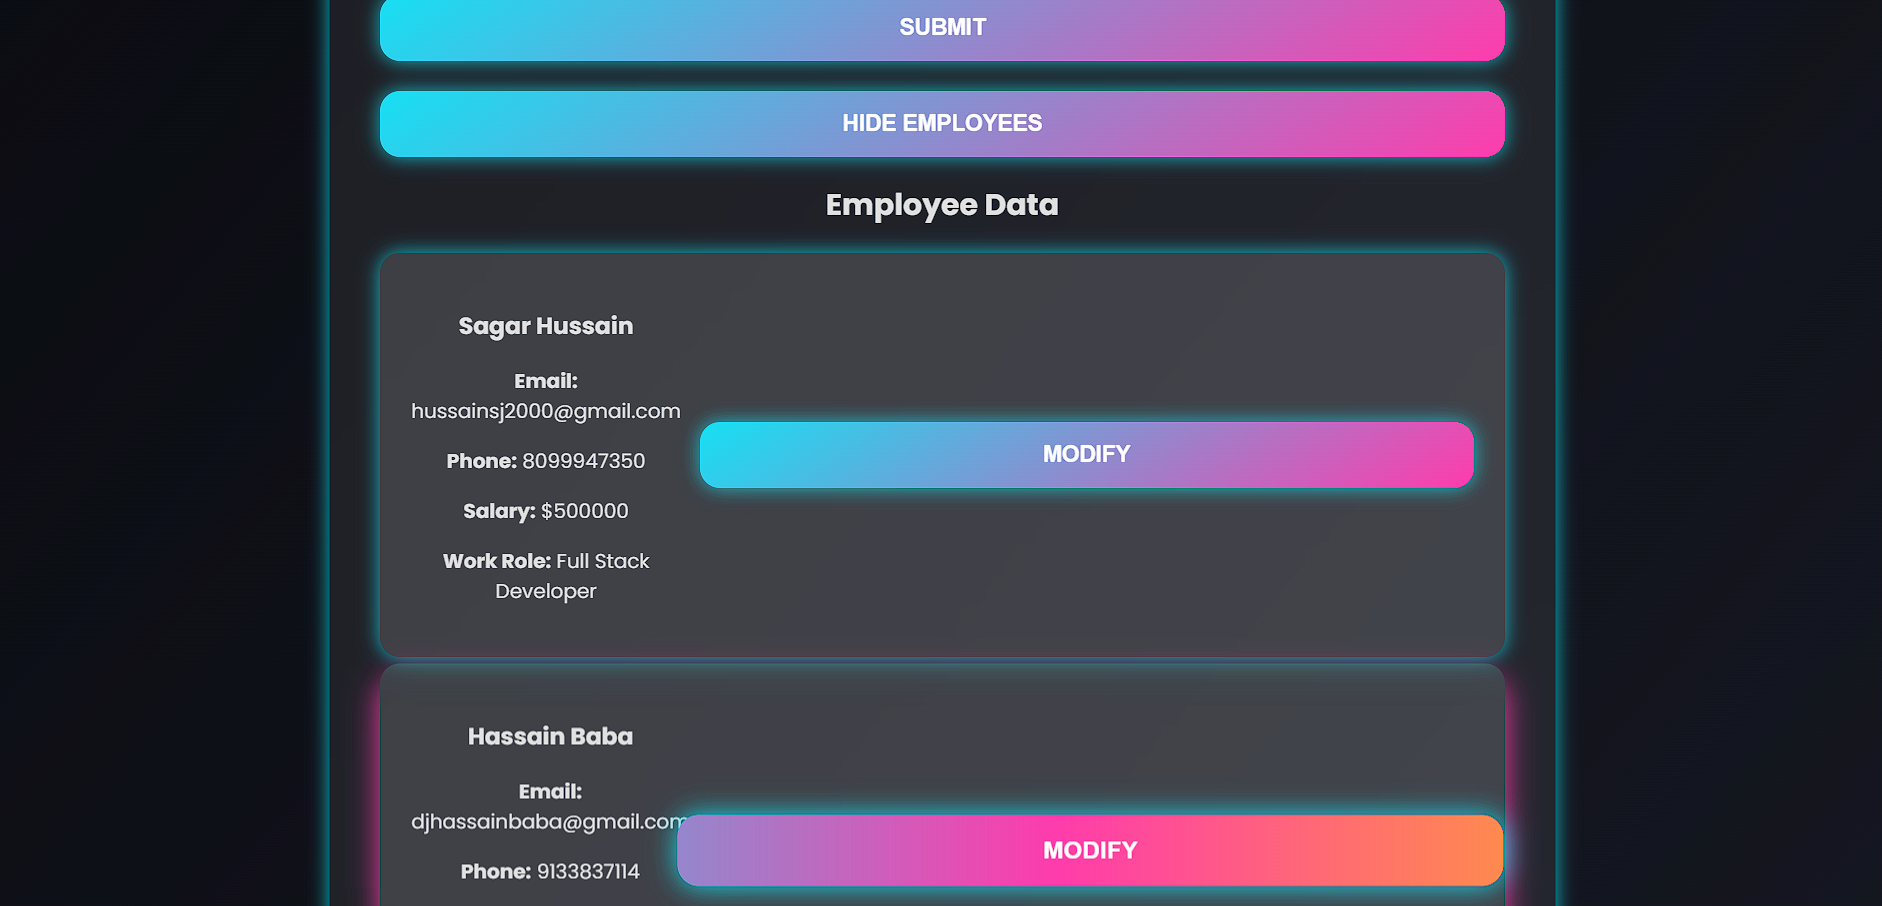 SUBMIT
HIDE EMPLOYEES
Employee Data
Sagar Hussain
Email:
hussainsj2000@gmail.com
Phone: 8099947350
MODIFY
Salary: $500000
Work Role: Full Stack
Developer
Hassain Baba
Email:
djhassainbaba@gmail.com
MODIFY
Phone: 9133837114